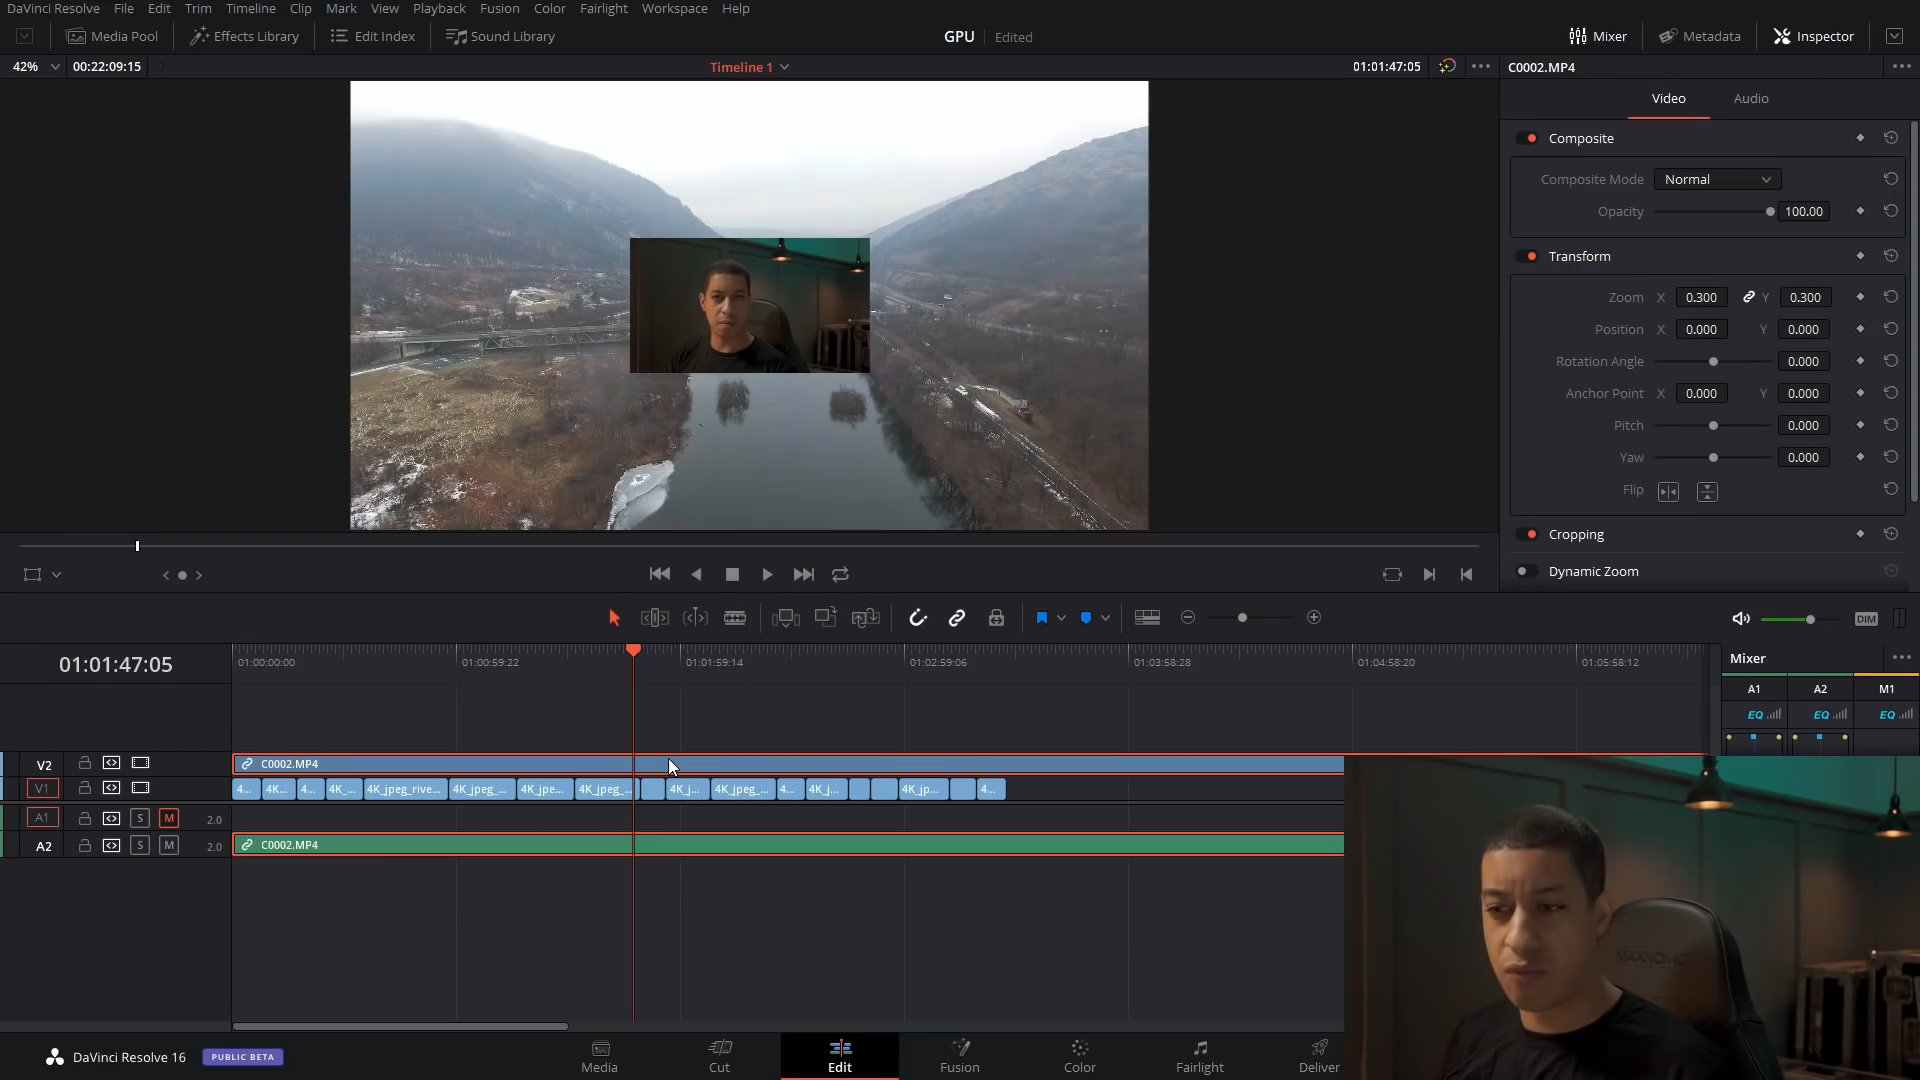 DaVinci Resolve File Edit Trim Timeline Clip Mark View Playback Fusion Color Fairlight Workspace Help
Media Pool Effects Library Edit Index Sound Library GPU Edited Mixer Metadata Inspector
42% 00:22:09:15 Timeline 1 01:01:47:05 C0002.MP4
Video Audio
Composite
Composite Mode Normal
Opacity 100.00
Transform
Zoom X 0.300 Y 0.300
Position X 0.000 Y 0.000
Rotation Angle 0.000
Anchor Point X 0.000 Y 0.000
Pitch 0.000
Yaw 0.000
Flip
Cropping
Dynamic Zoom
DIM
01:01:47:05 01:00:00:00 01:00:59:22 01:01:59:14 01:02:59:06 01:03:58:28 01:04:58:20 01:05:58:12 Mixer
A1 A2 M1
EQ EQ EQ
V2 C0002.MP4
V1 4... 4K... 4... 4K_... 4K_jpeg_rive... 4K_jpeg_... 4K_jpe... 4K_jpeg_... 4K_j... 4K_jpeg_... 4... 4K_j... 4K_jp... 4...
A1 S M 2.0
A2 S M 2.0 C0002.MP4
DaVinci Resolve 16 PUBLIC BETA Media Cut Edit Fusion Color Fairlight Deliver